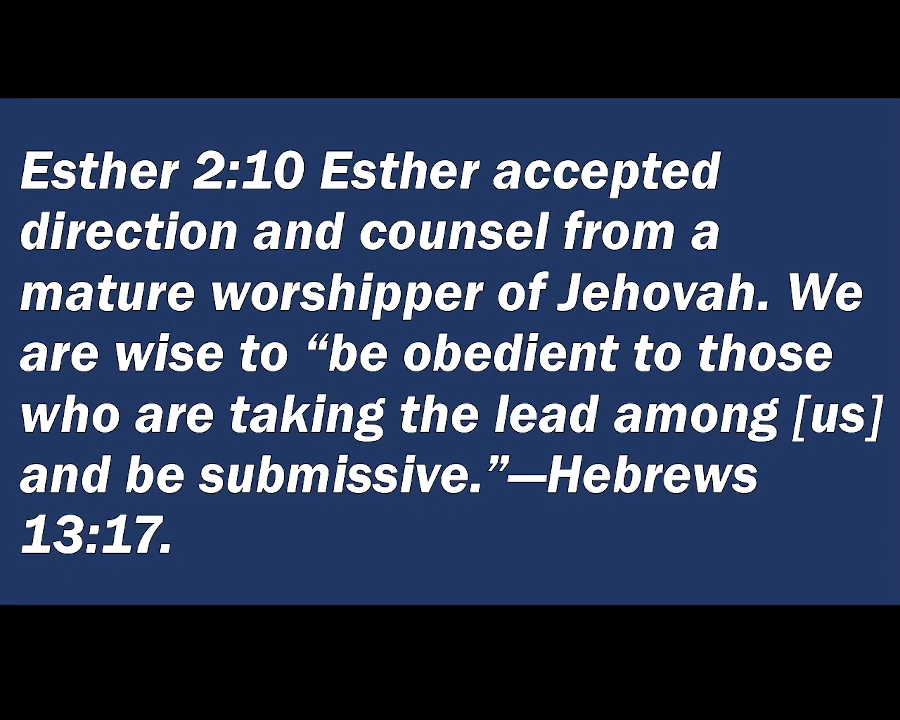 Esther 2:10 Esther accepted
direction and counsel from a
mature worshipper of Jehovah. We
are wise to “be obedient to those
who are taking the lead among [us]
and be submissive.”—Hebrews
13:17.